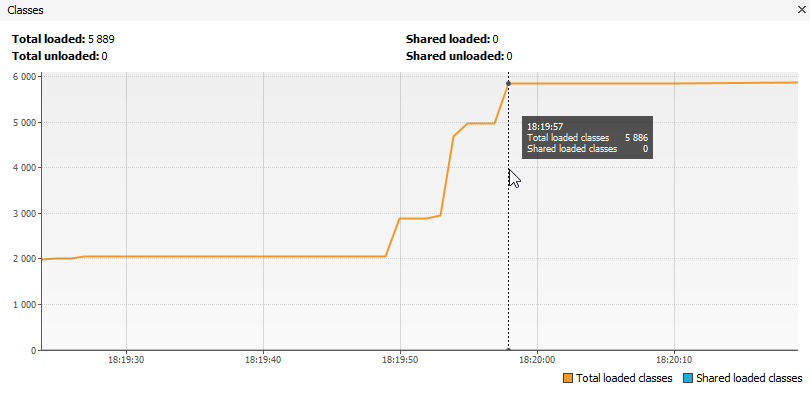 Classes
Total loaded: 5 889
Shared loaded: 0
Total unloaded: 0
Shared unloaded: 0
6 000
5 000
4 000
3 000
2 000
1 000
0
18:19:57
Total loaded classes 5 886
Shared loaded classes 0
18:19:30
18:19:40
18:19:50
18:20:00
18:20:10
Total loaded classes
Shared loaded classes